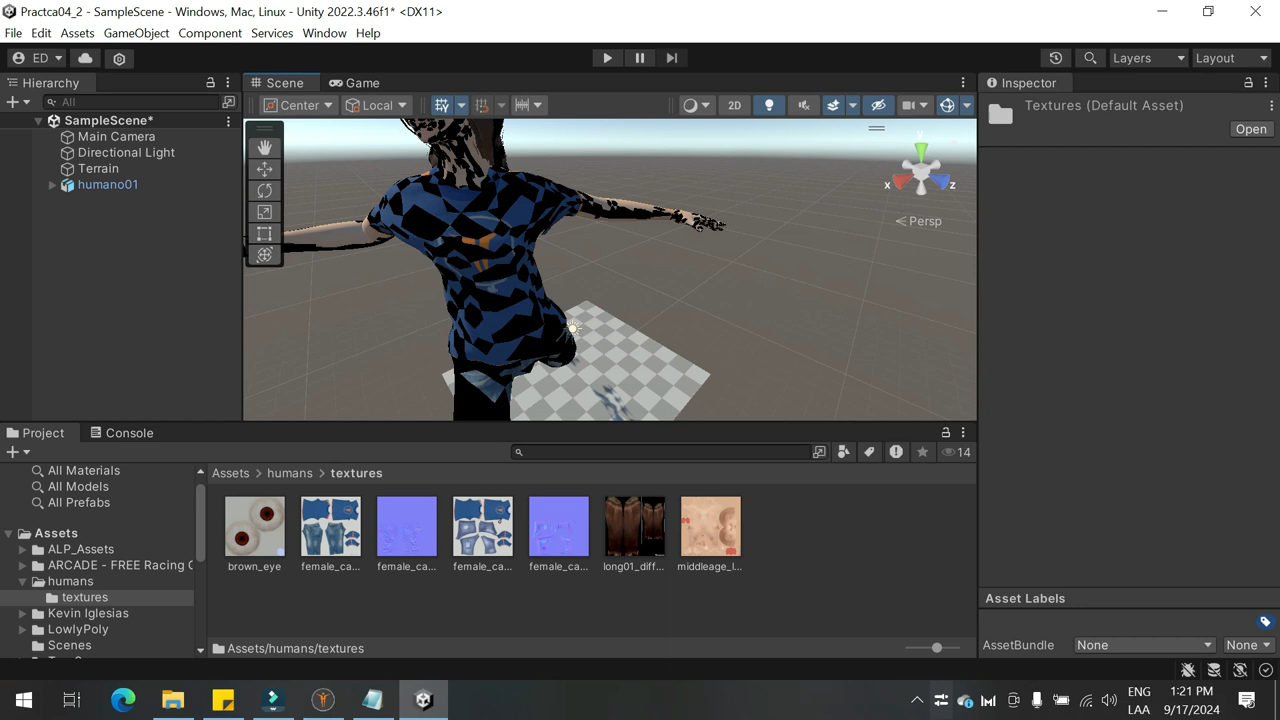 Practca04_2 - SampleScene - Windows, Mac, Linux - Unity 2022.3.46f1* <DX11>
File Edit Assets GameObject Component Services Window Help
ED Layers Layout
Hierarchy
All
SampleScene*
Main Camera
Directional Light
Terrain
humano01
Scene Game
Center Local 2D
y
x z
Persp
Inspector
Textures (Default Asset)
Open
Project Console
14
All Materials
All Models
All Prefabs
Assets
ALP_Assets
ARCADE - FREE Racing C
humans
textures
Kevin Iglesias
LowlyPoly
Scenes
Assets humans textures
brown_eye female_ca... female_ca... female_ca... female_ca... long01_diff... middleage_l...
Assets/humans/textures
Asset Labels
AssetBundle None None
ENG
LAA
1:21 PM
9/17/2024